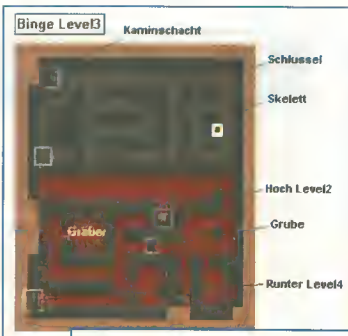 Binge Level3
Kaminschacht
Schlussel
Skelett
Hoch Level2
Gräber
Grube
Runter Level4